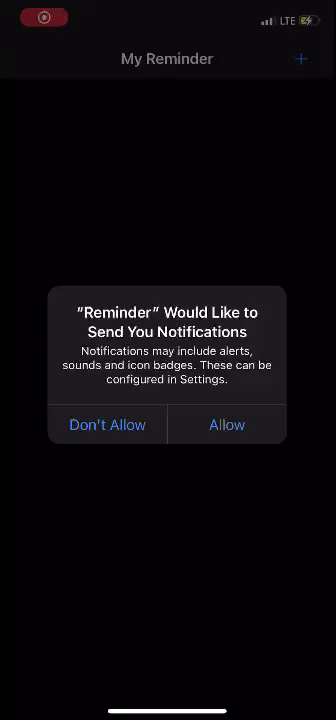 LTE
My Reminder
+
"Reminder" Would Like to
Send You Notifications
Notifications may include alerts,
sounds and icon badges. These can be
configured in Settings.
Don't Allow
Allow